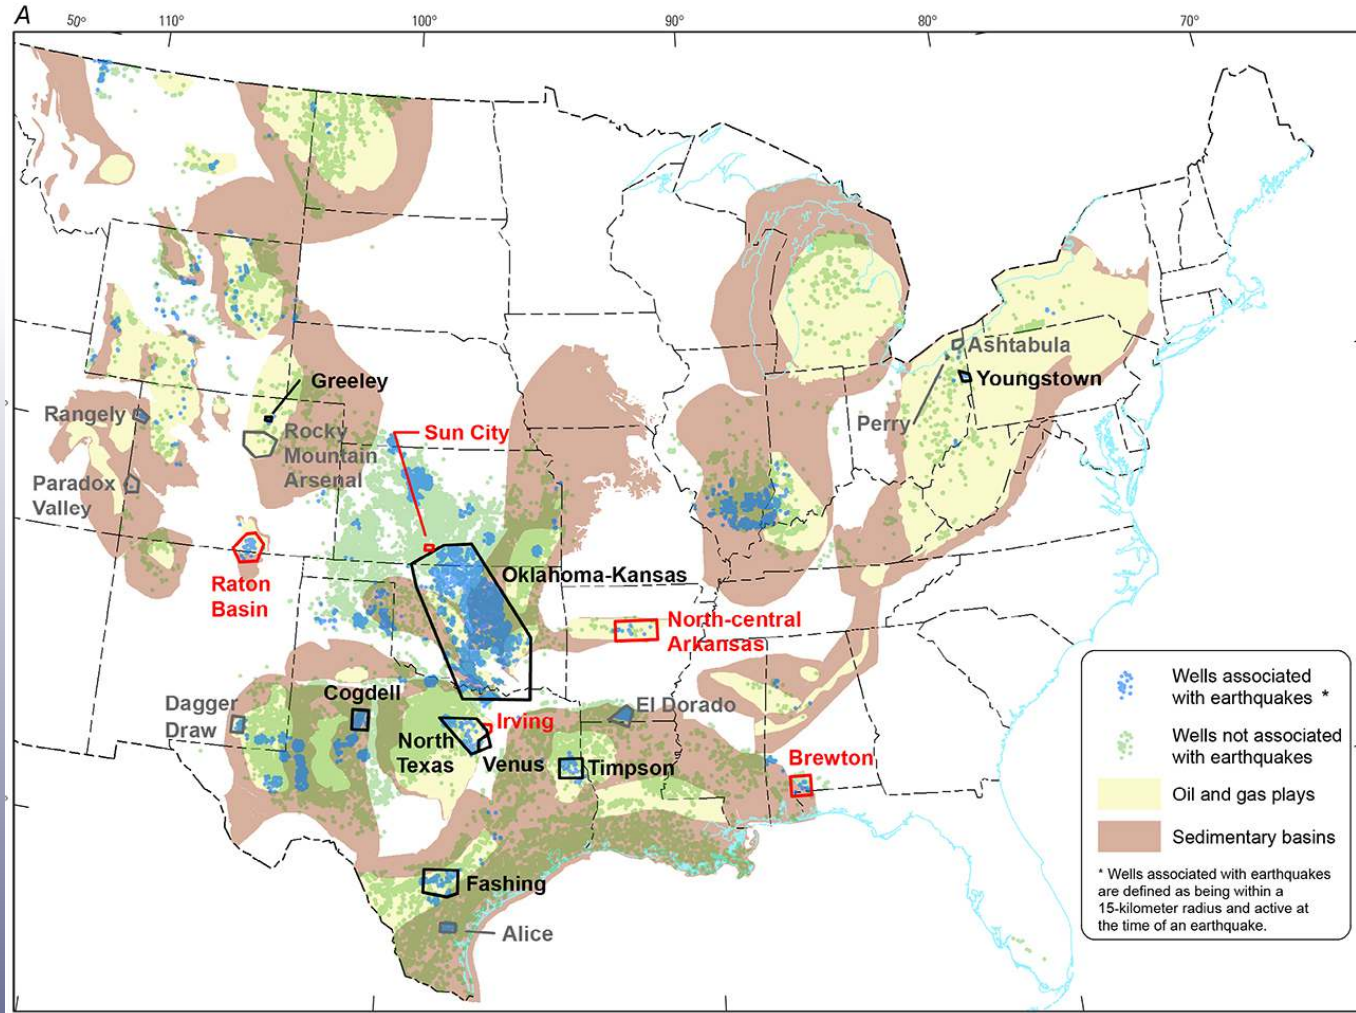 A
50°
110°
100°
90°
80°
70°
Ashtabula
Youngstown
Greeley
Rangely
Perry
Sun City
Rocky
Mountain
Arsenal
Paradox
Valley
Oklahoma-Kansas
Raton
Basin
North-central
Arkansas
Dagger
Draw
Cogdell
El Dorado
Irving
North
Texas
Venus
Timpson
Brewton
Fashing
Alice
Wells associated
with earthquakes *
Wells not associated
with earthquakes
Oil and gas plays
Sedimentary basins
* Wells associated with earthquakes
are defined as being within a
15-kilometer radius and active at
the time of an earthquake.